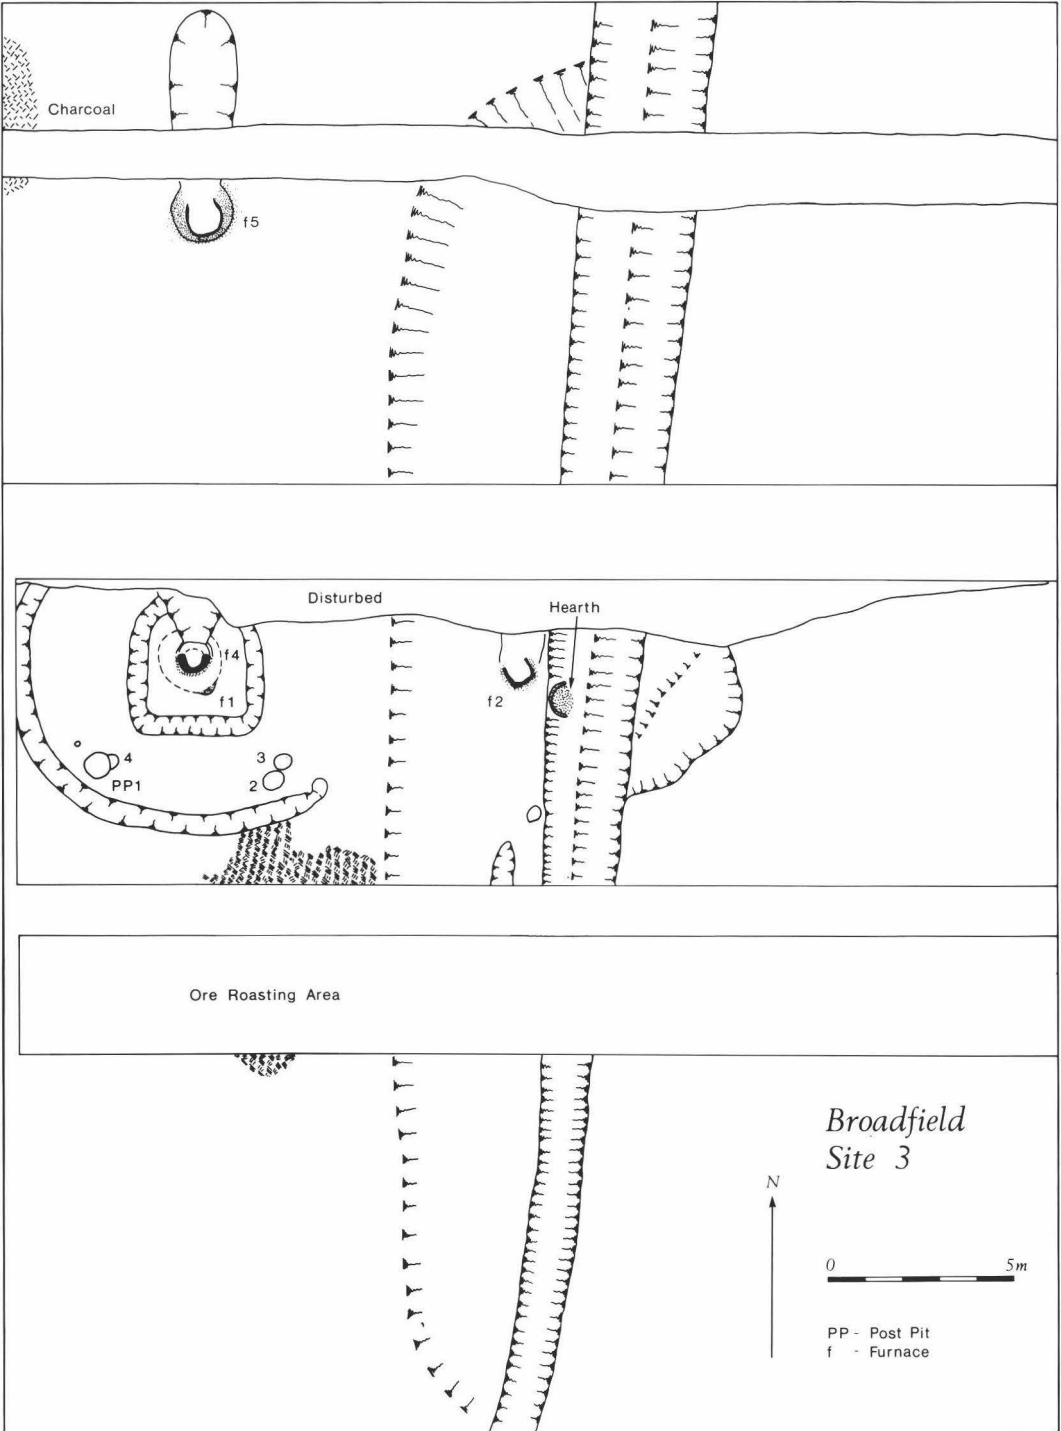 Charcoal
f5
Disturbed
Hearth
f4
f1
f2
4
3
PP1
2
Ore Roasting Area
Broadfield
Site 3
N
0 5m
PP - Post Pit
f - Furnace